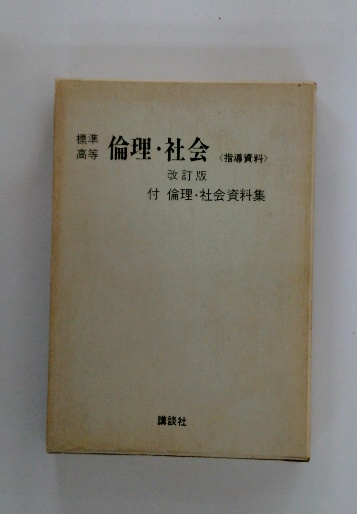 標準
高等 倫理・社会 〈指導資料〉
改訂版
付 倫理・社会資料集
講談社